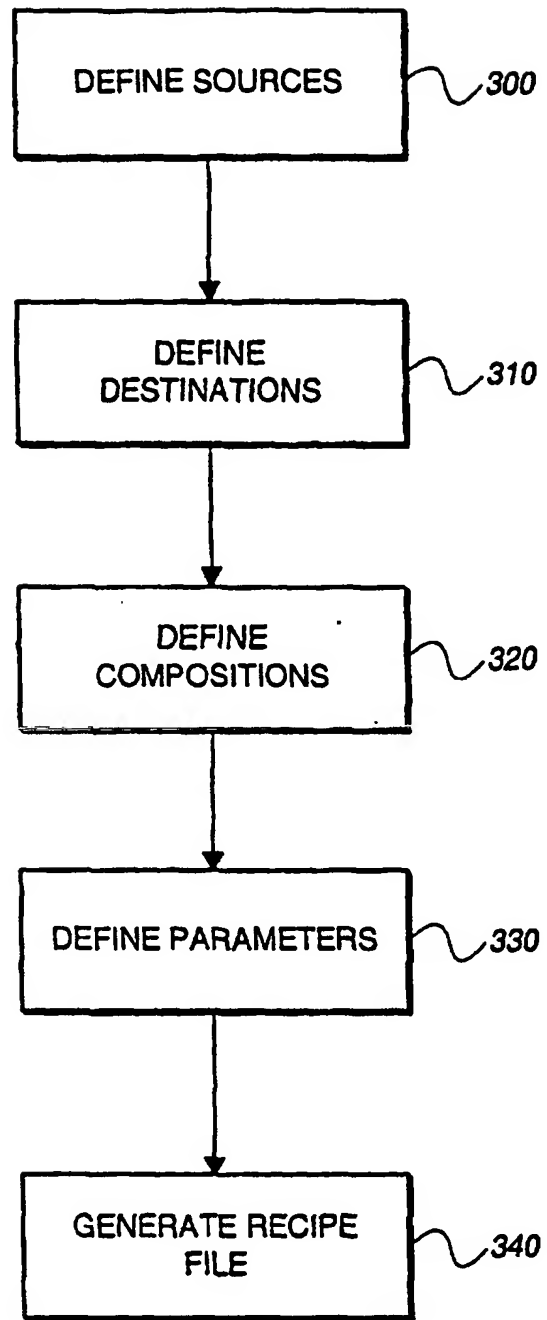 DEFINE SOURCES
300
DEFINE
DESTINATIONS
310
DEFINE
COMPOSITIONS
320
DEFINE PARAMETERS
330
GENERATE RECIPE
FILE
340